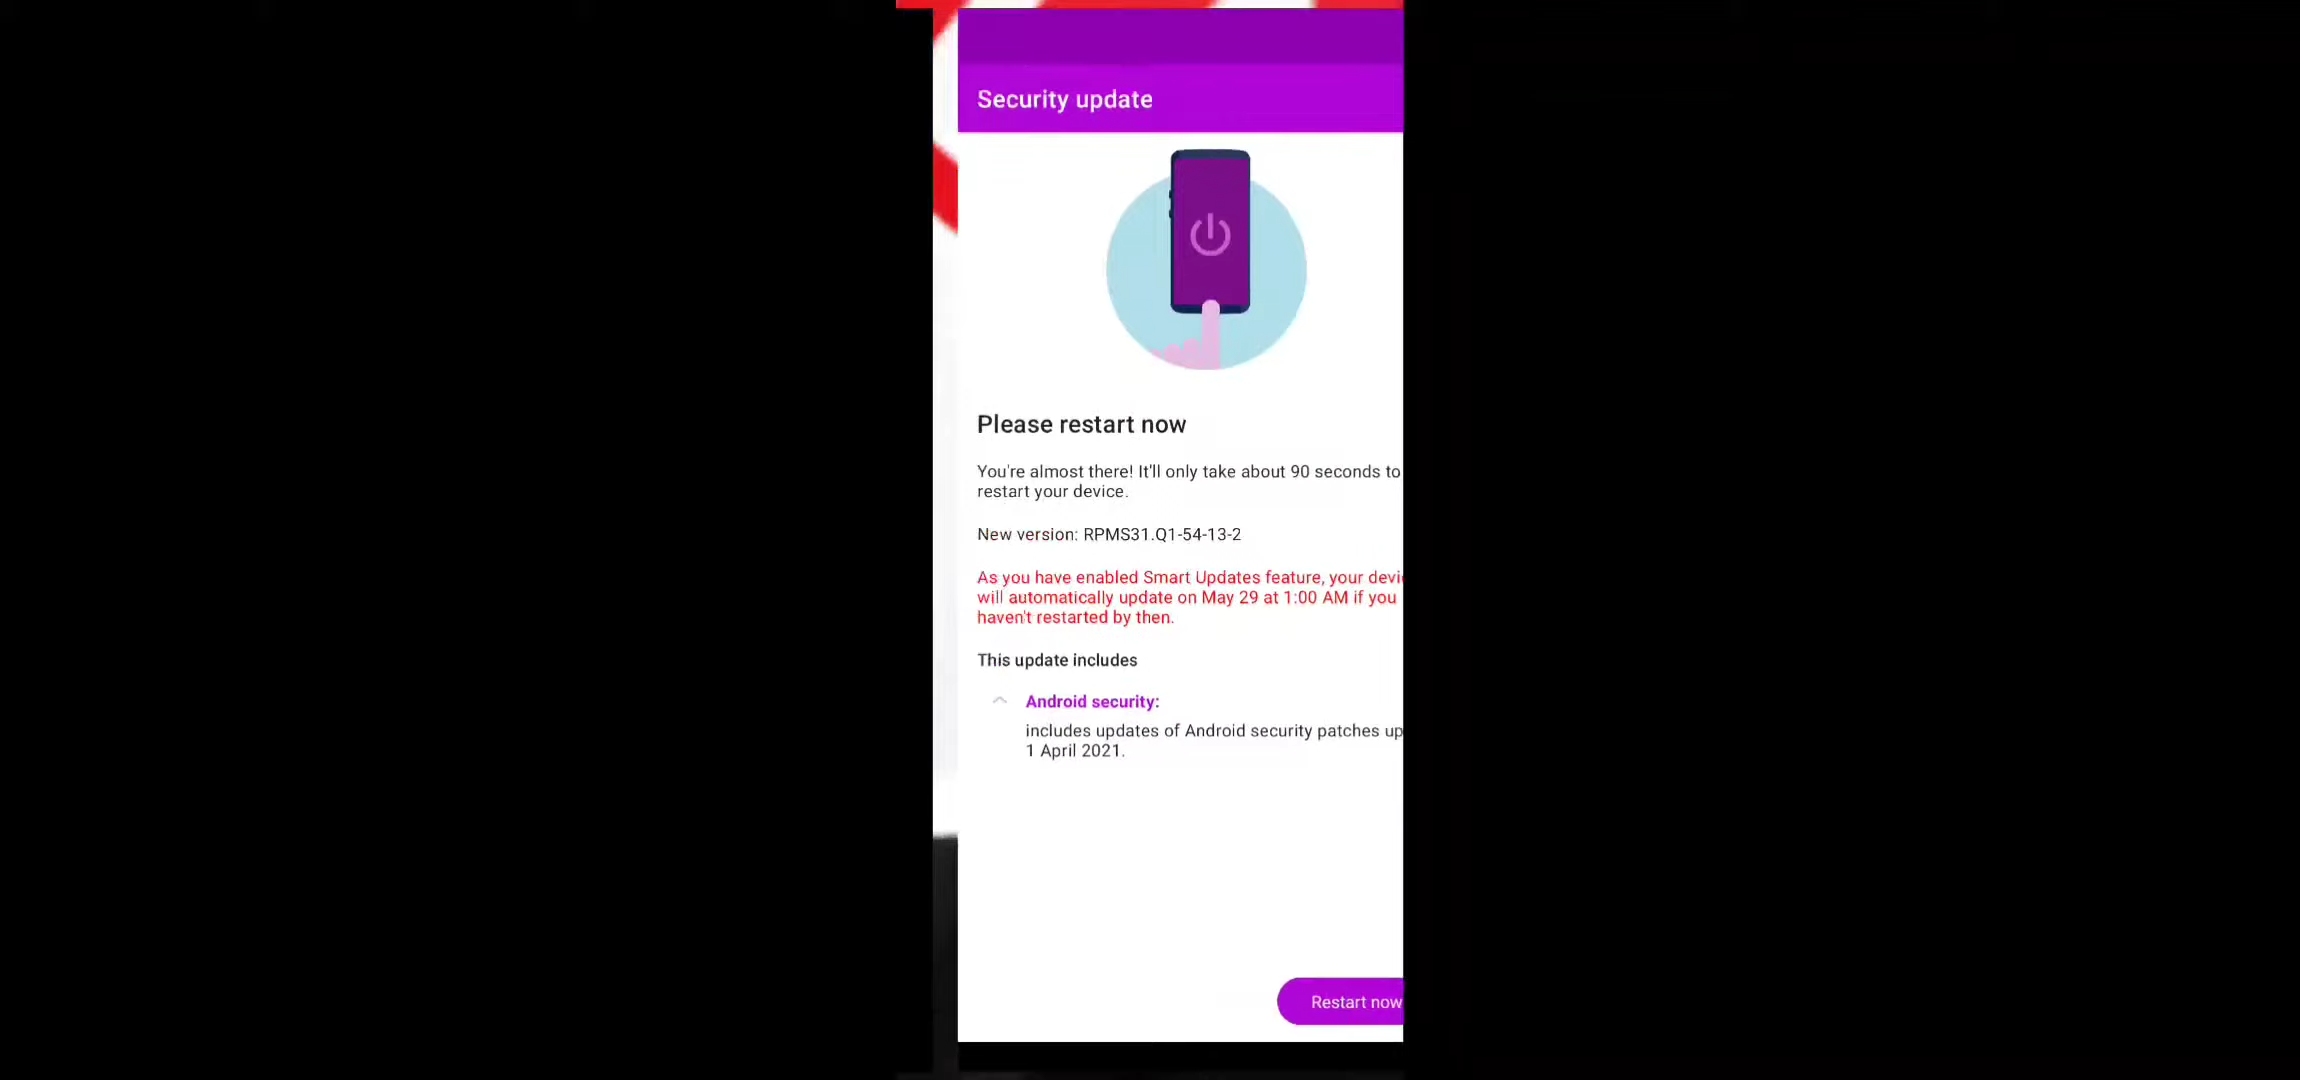 Security update
Please restart now
You're almost there! It'll only take about 90 seconds to
restart your device.
New version: RPMS31.Q1-54-13-2
As you have enabled Smart Updates feature, your devi
will automatically update on May 29 at 1:00 AM if you
haven't restarted by then.
This update includes
Android security:
includes updates of Android security patches up
1 April 2021.
Restart now